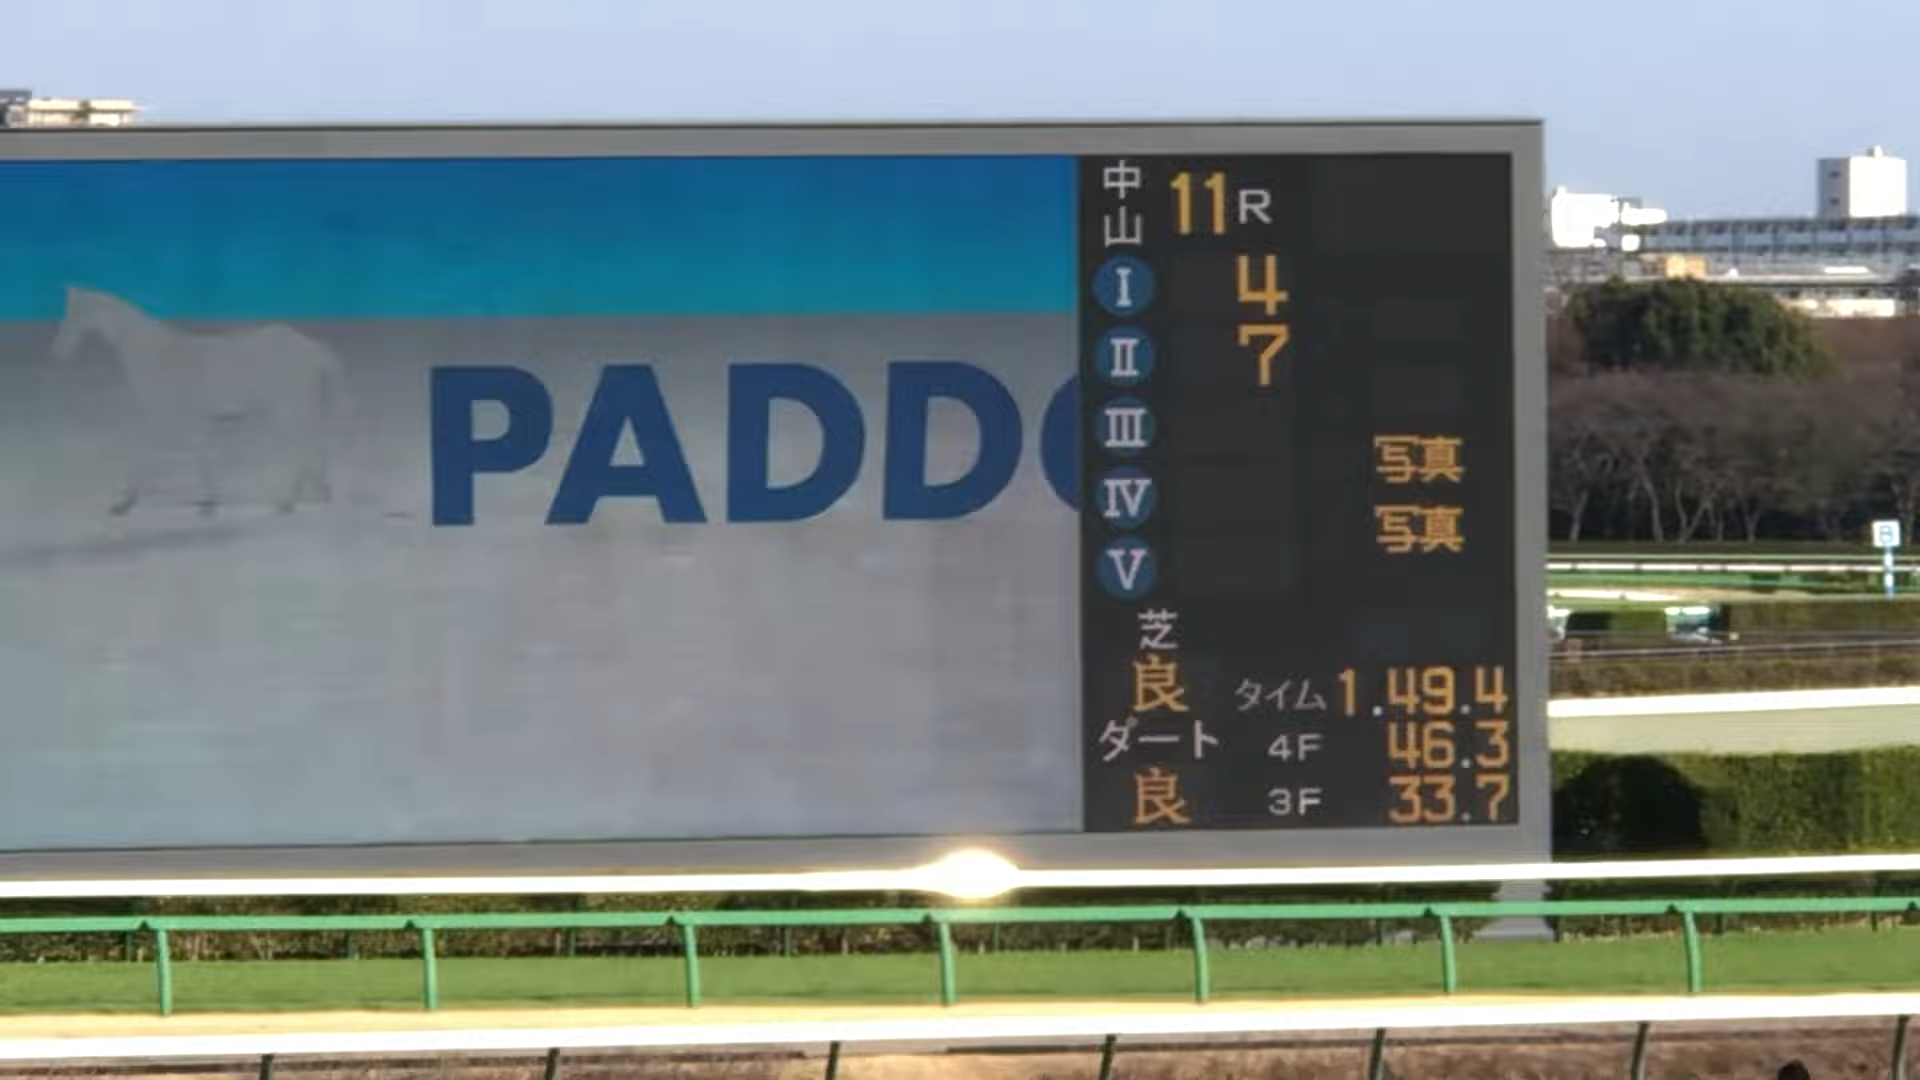 PADD
中山 11R
Ⅰ 4
Ⅱ 7
Ⅲ
写真
Ⅳ
写真
Ⅴ
芝
良 タイム 1.49.4
ダート 4F 46.3
良 3F 33.7
B